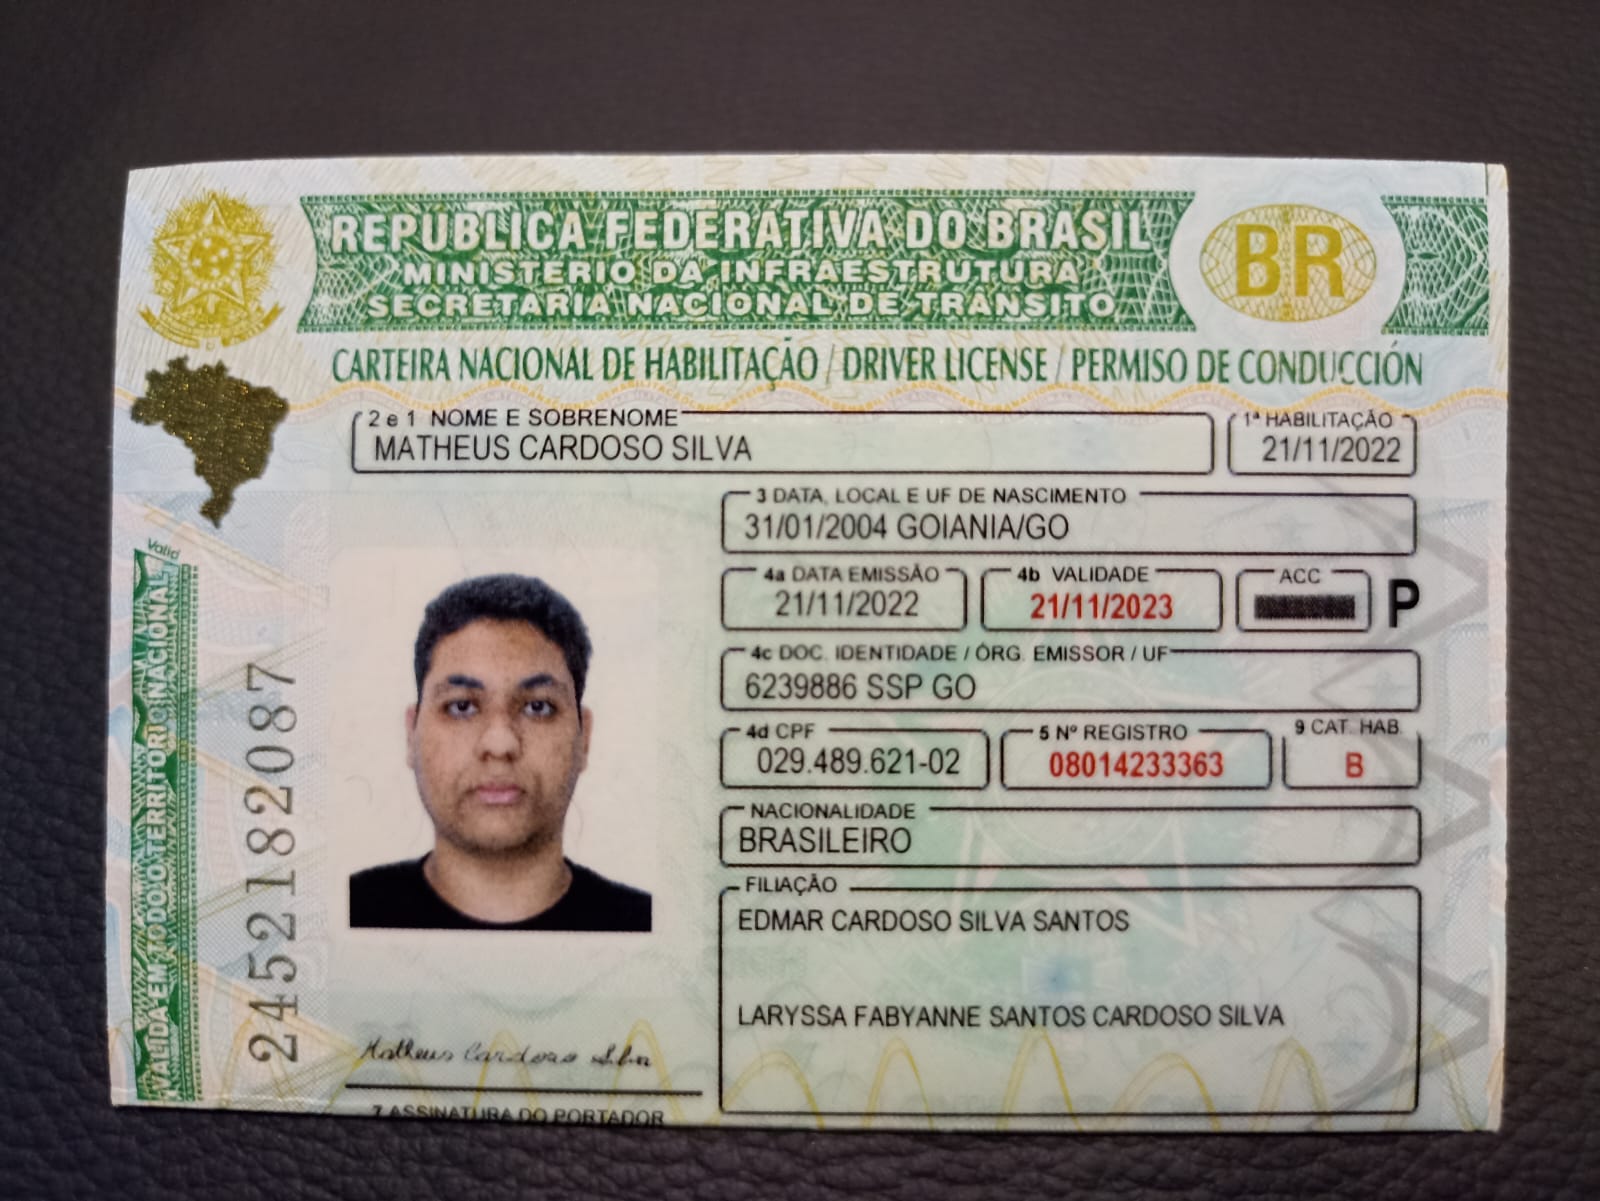 REPÚBLICA FEDERATIVA DO BRASIL
MINISTÉRIO DA INFRAESTRUTURA
SECRETARIA NACIONAL DE TRÂNSITO
BR
CARTEIRA NACIONAL DE HABILITAÇÃO / DRIVER LICENSE / PERMISO DE CONDUCCIÓN
2 e 1 NOME E SOBRENOME
MATHEUS CARDOSO SILVA
1ª HABILITAÇÃO
21/11/2022
3 DATA, LOCAL E UF DE NASCIMENTO
31/01/2004 GOIANIA/GO
4a DATA EMISSÃO
21/11/2022
4b VALIDADE
21/11/2023
ACC
P
4c DOC. IDENTIDADE / ÓRG. EMISSOR / UF
6239886 SSP GO
4d CPF
029.489.621-02
5 Nº REGISTRO
08014233363
9 CAT. HAB.
B
NACIONALIDADE
BRASILEIRO
FILIAÇÃO
EDMAR CARDOSO SILVA SANTOS
LARYSSA FABYANNE SANTOS CARDOSO SILVA
Valid
VÁLIDA EM TODO O TERRITÓRIO NACIONAL
2452182087
Matheus Cardoso Silva
7 ASSINATURA DO PORTADOR